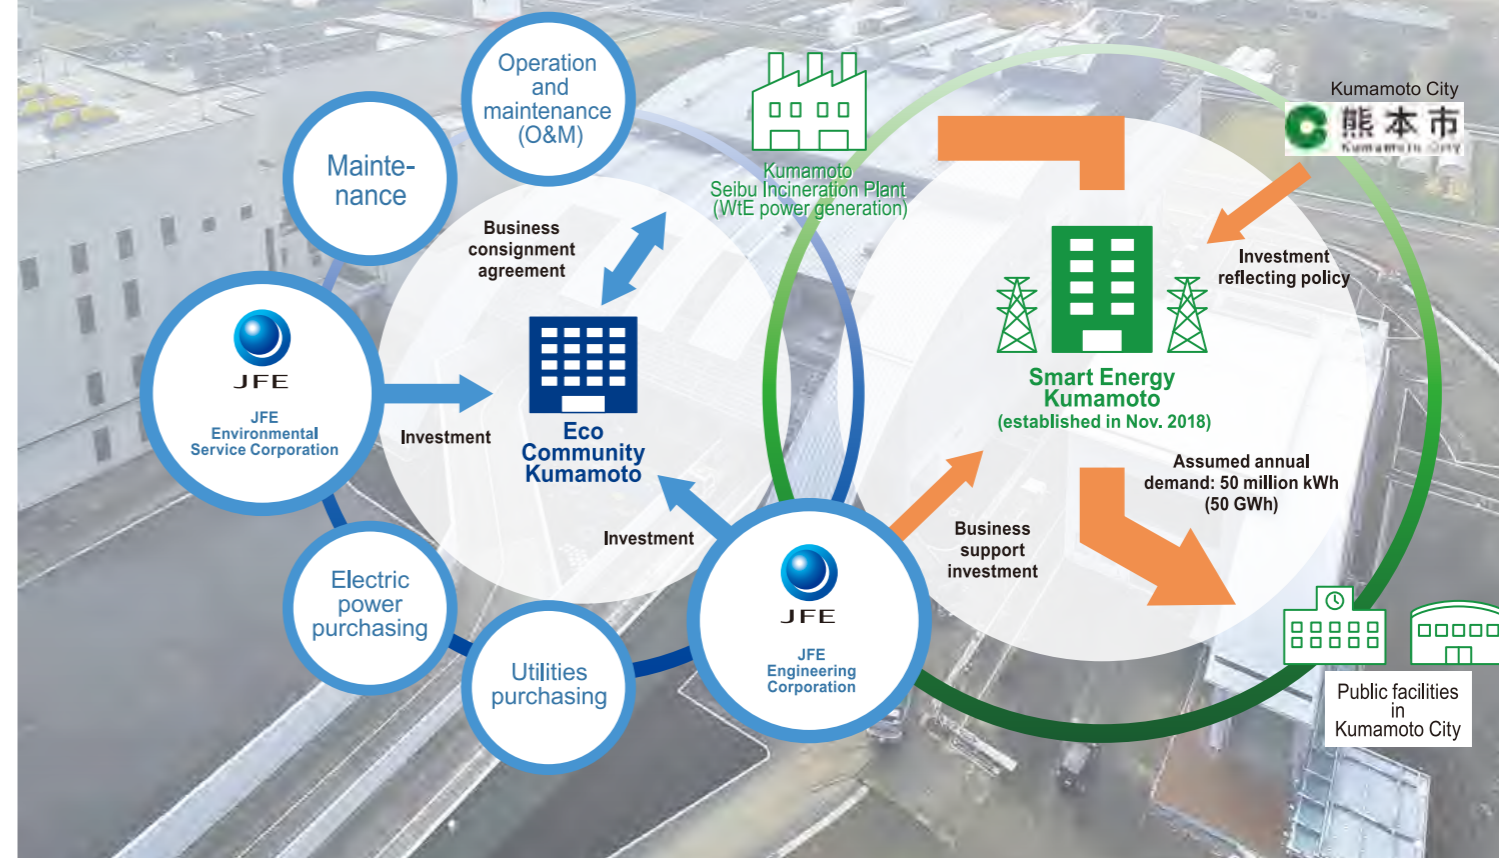 Operation
and
maintenance
(O&M)
Mainte-
nance
Kumamoto
Seibu Incineration Plant
(WtE power generation)
Kumamoto City
熊本市
Kumamoto City
Business
consignment
agreement
Investment
reflecting policy
JFE
JFE
Environmental
Service Corporation
Investment
Eco
Community
Kumamoto
Smart Energy
Kumamoto
(established in Nov. 2018)
Assumed annual
demand: 50 million kWh
(50 GWh)
Investment
Business
support
investment
Electric
power
purchasing
Utilities
purchasing
JFE
JFE
Engineering
Corporation
Public facilities
in
Kumamoto City